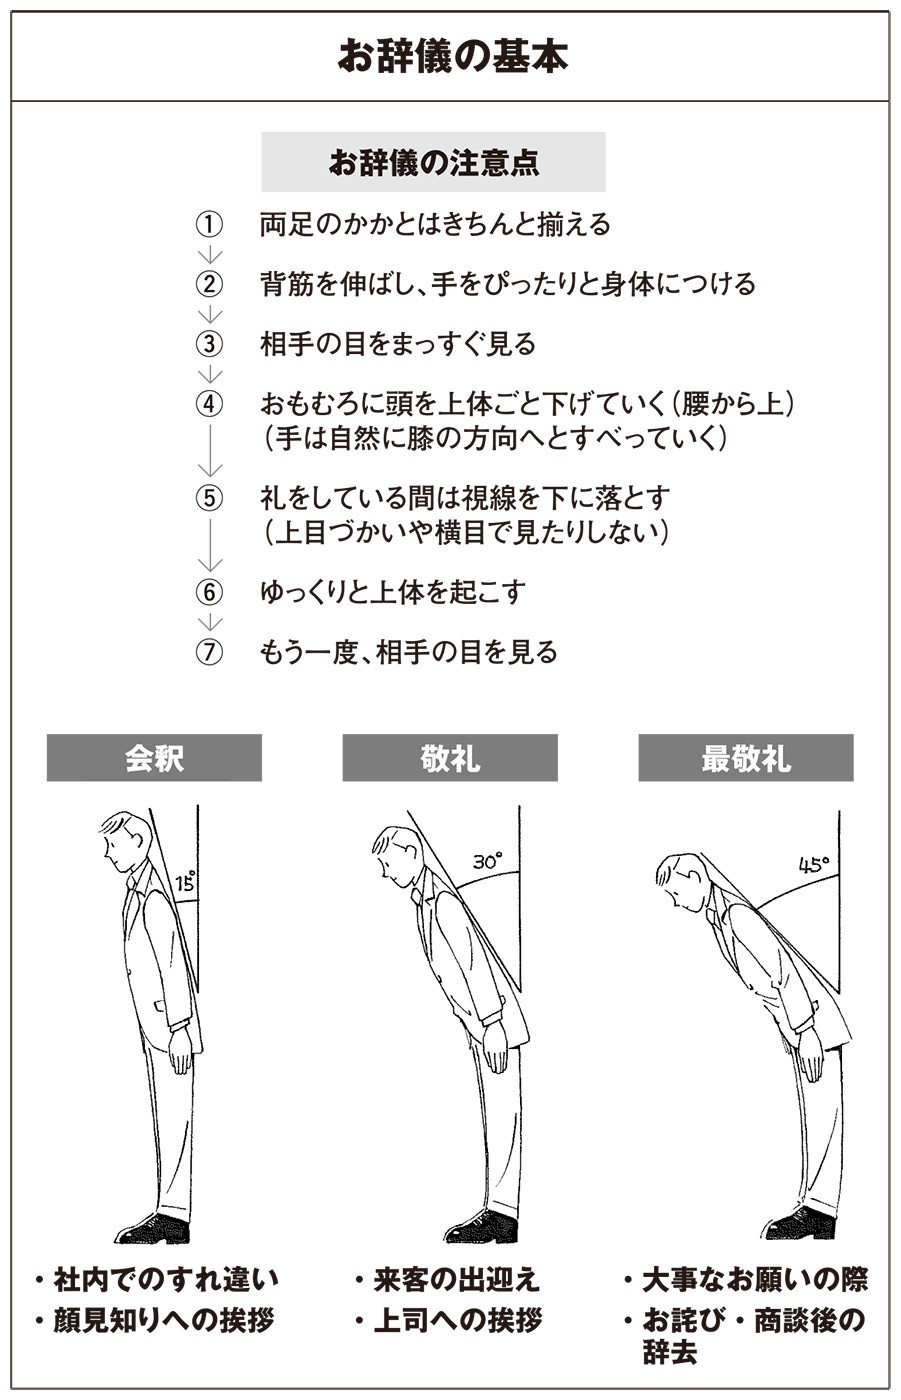 お辞儀の基本
お辞儀の注意点
① 両足のかかとはきちんと揃える
② 背筋を伸ばし、手をぴったりと身体につける
③ 相手の目をまっすぐ見る
④ おもむろに頭を上体ごと下げていく（腰から上）
（手は自然に膝の方向へとすべっていく）
⑤ 礼をしている間は視線を下に落とす
（上目づかいや横目で見たりしない）
⑥ ゆっくりと上体を起こす
⑦ もう一度、相手の目を見る
会釈
15°
・社内でのすれ違い
・顔見知りへの挨拶
敬礼
30°
・来客の出迎え
・上司への挨拶
最敬礼
45°
・大事なお願いの際
・お詫び・商談後の
辞去